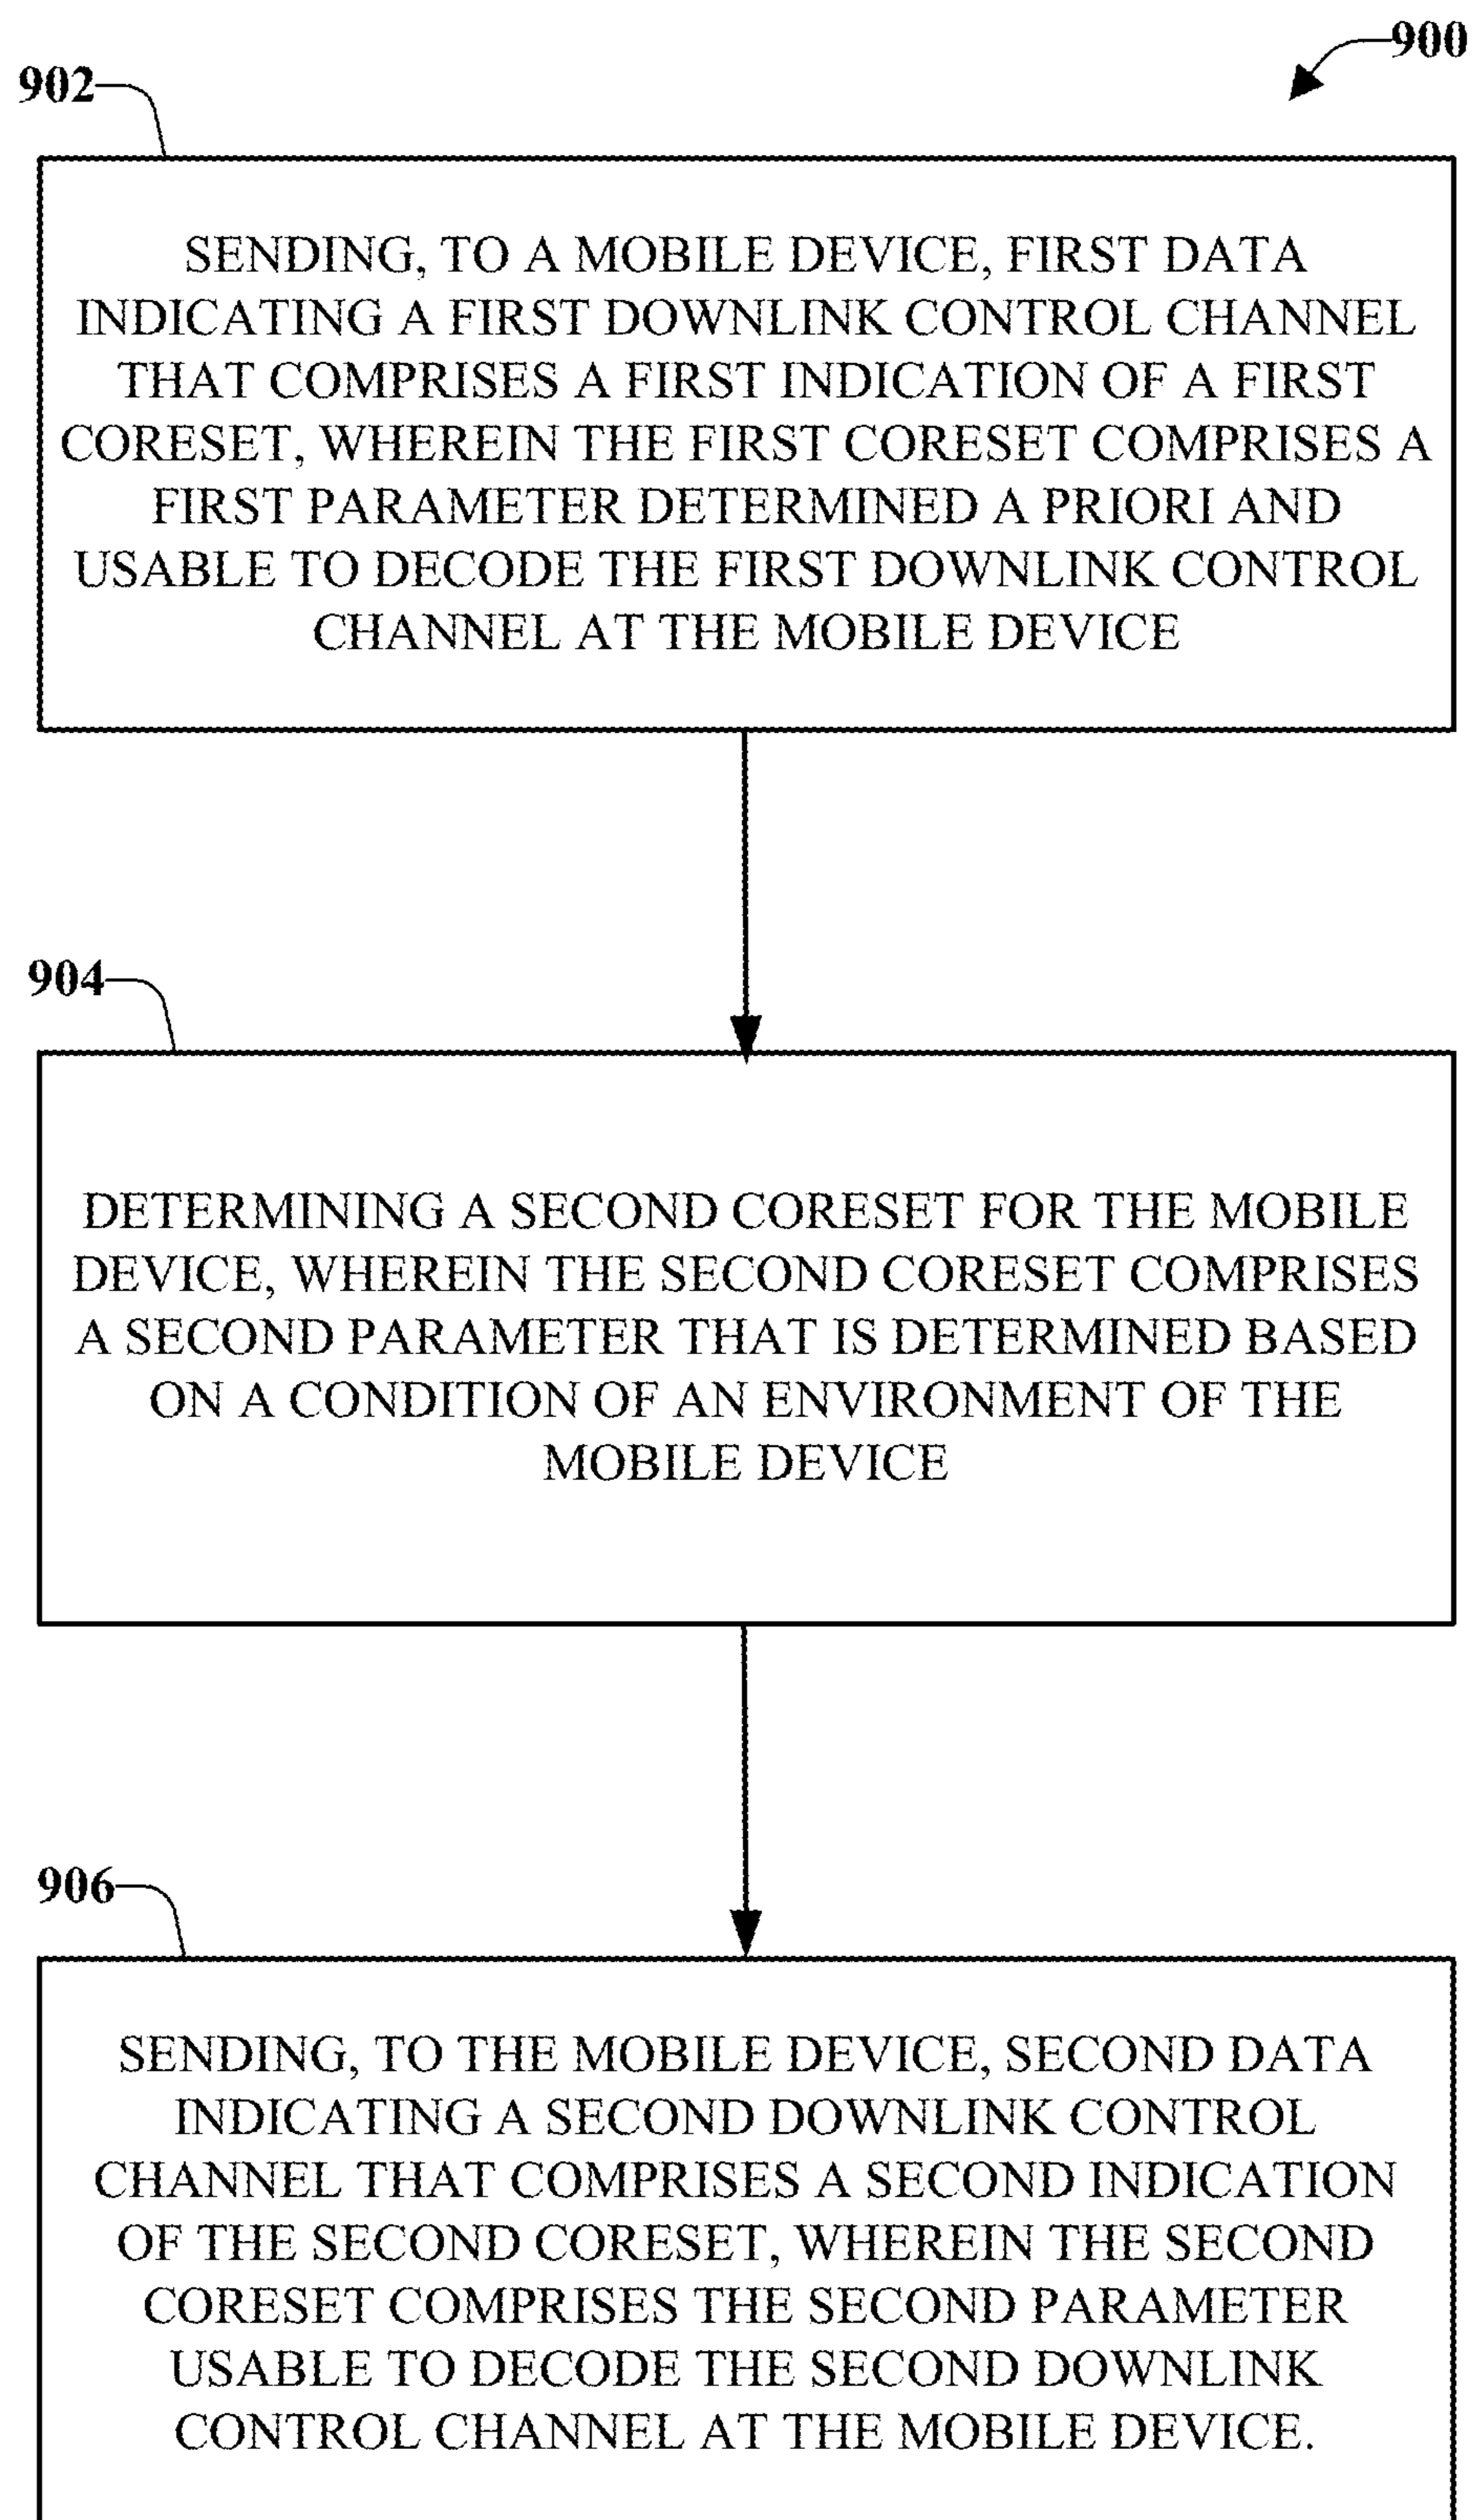 900
902
SENDING, TO A MOBILE DEVICE, FIRST DATA
INDICATING A FIRST DOWNLINK CONTROL CHANNEL
THAT COMPRISES A FIRST INDICATION OF A FIRST
CORESET, WHEREIN THE FIRST CORESET COMPRISES A
FIRST PARAMETER DETERMINED A PRIORI AND
USABLE TO DECODE THE FIRST DOWNLINK CONTROL
CHANNEL AT THE MOBILE DEVICE
904
DETERMINING A SECOND CORESET FOR THE MOBILE
DEVICE, WHEREIN THE SECOND CORESET COMPRISES
A SECOND PARAMETER THAT IS DETERMINED BASED
ON A CONDITION OF AN ENVIRONMENT OF THE
MOBILE DEVICE
906
SENDING, TO THE MOBILE DEVICE, SECOND DATA
INDICATING A SECOND DOWNLINK CONTROL
CHANNEL THAT COMPRISES A SECOND INDICATION
OF THE SECOND CORESET, WHEREIN THE SECOND
CORESET COMPRISES THE SECOND PARAMETER
USABLE TO DECODE THE SECOND DOWNLINK
CONTROL CHANNEL AT THE MOBILE DEVICE.